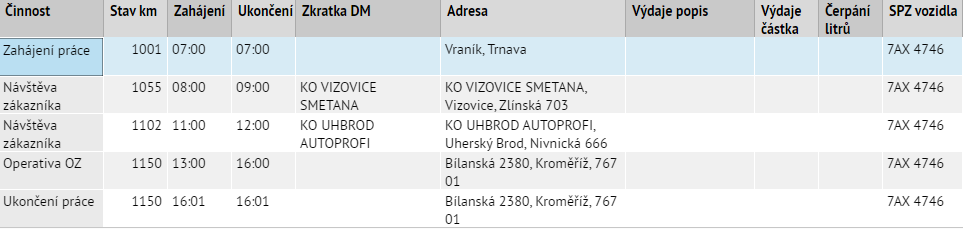 Činnost Stav km Zahájení Ukončení Zkratka DM Adresa Výdaje popis Výdaje částka Čerpání litrů SPZ vozidla
Zahájení práce 1001 07:00 07:00 Vraník, Trnava 7AX 4746
Návštěva 1055 08:00 09:00 KO VIZOVICE KO VIZOVICE SMETANA, 7AX 4746
zákazníka SMETANA Vizovice, Zlínská 703
Návštěva 1102 11:00 12:00 KO UHBROD KO UHBROD AUTOPROFI, 7AX 4746
zákazníka AUTOPROFI Uherský Brod, Nivnická 666
Operativa OZ 1150 13:00 16:00 Bílanská 2380, Kroměříž, 767 7AX 4746
01
Ukončení práce 1150 16:01 16:01 Bílanská 2380, Kroměříž, 767 7AX 4746
01